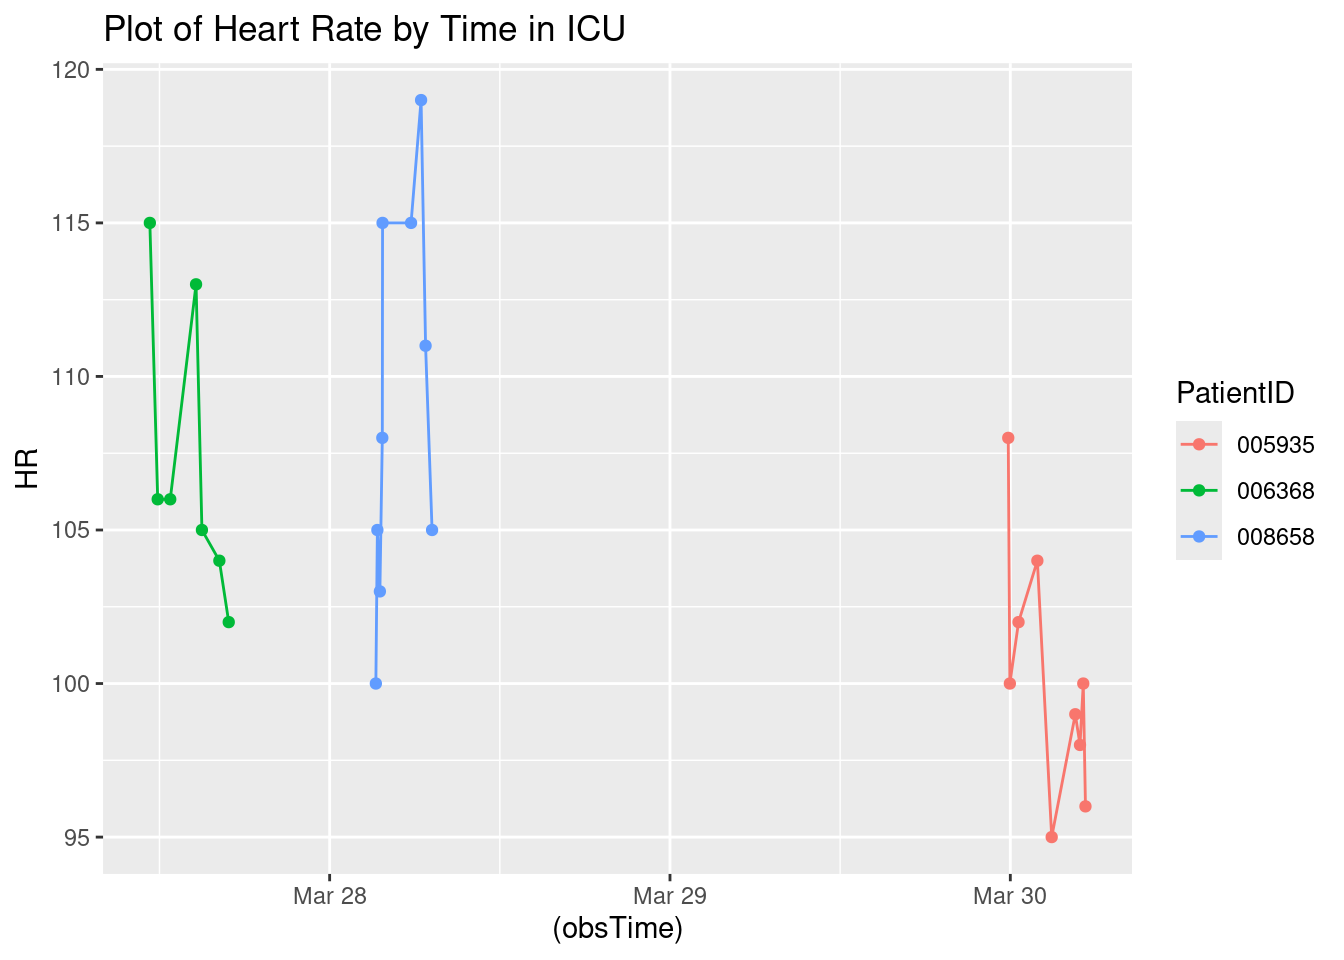 Plot of Heart Rate by Time in ICU
120
115
110
105
100
95
HR
Mar 28
Mar 29
Mar 30
(obsTime)
PatientID
005935
006368
008658